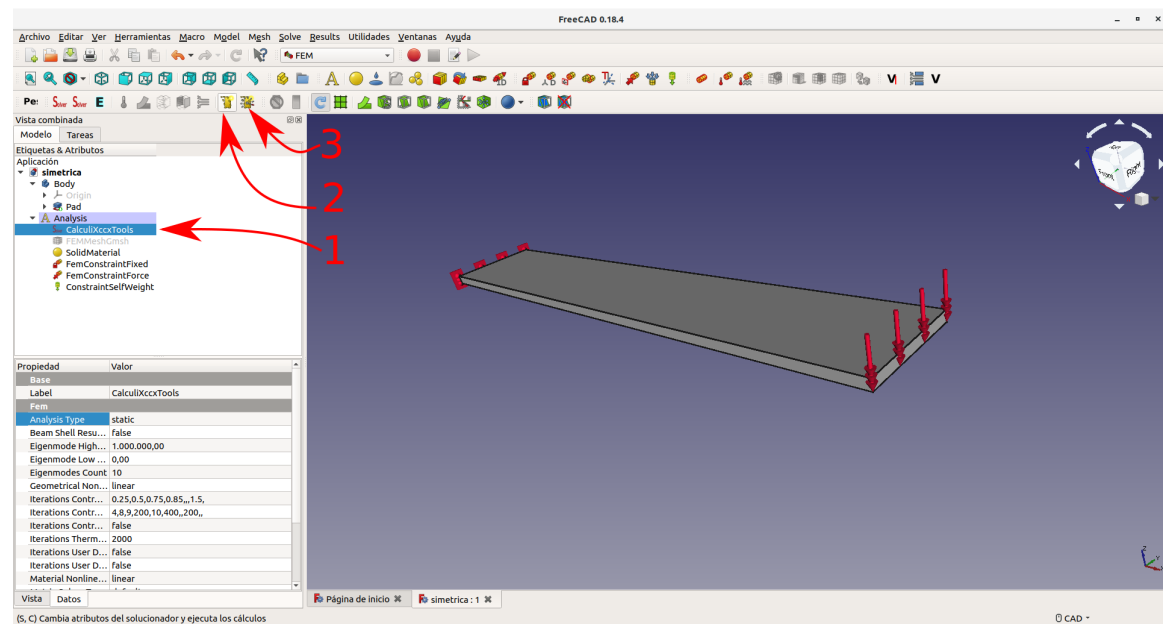 FreeCAD 0.18.4
Archivo Editar Ver Herramientas Macro Model Mesh Solve Results Utilidades Ventanas Ayuda
FEM
Pe: Solver Solver E
Vista combinada
Modelo Tareas
Etiquetas & Atributos
Aplicación
simetrica
Body
Origin
Pad
Analysis
CalculiXccxTools
FEMMeshGmsh
SolidMaterial
FemConstraintFixed
FemConstraintForce
ConstraintSelfWeight
3
2
1
Front
Right
Propiedad Valor
Base
Label CalculiXccxTools
Fem
Analysis Type static
Beam Shell Resu... false
Eigenmode High... 1.000.000,00
Eigenmode Low ... 0,00
Eigenmodes Count 10
Geometrical Non... linear
Iterations Contr... 0.25,0.5,0.75,0.85,,,1.5,
Iterations Contr... 4,8,9,200,10,400,,200,,
Iterations Contr... false
Iterations Therm... 2000
Iterations User D... false
Iterations User D... false
Material Nonline... linear
Vista Datos
Página de inicio
simetrica : 1
Z
Y
(S, C) Cambia atributos del solucionador y ejecuta los cálculos
CAD